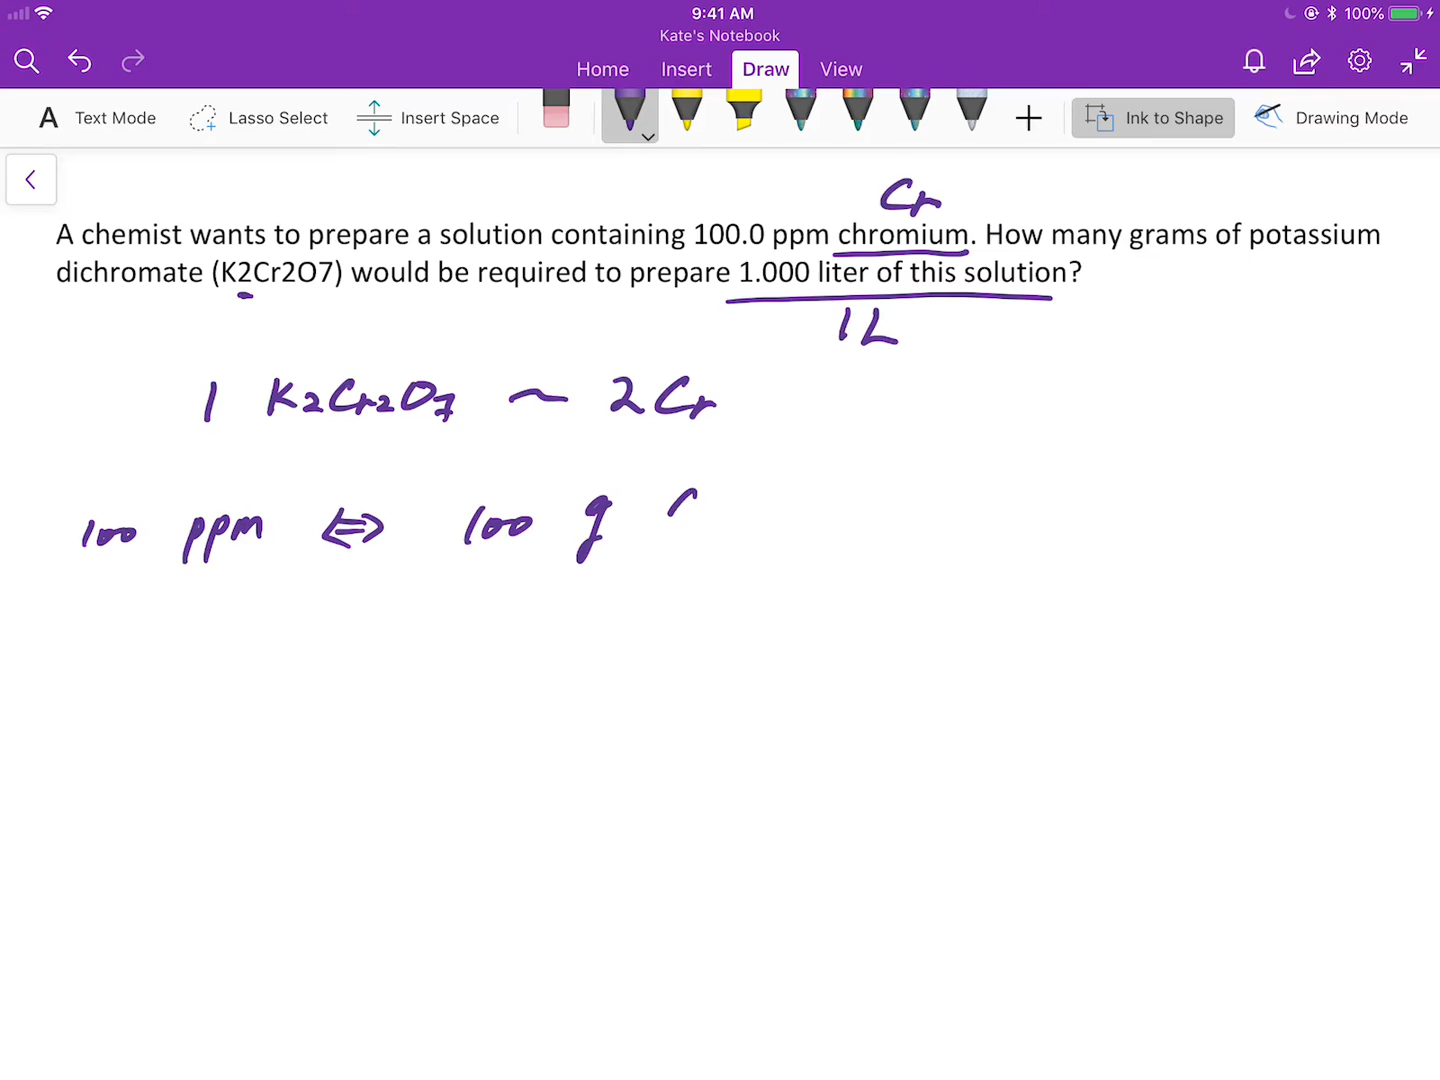 9:41 AM
100%
Kate's Notebook
Home Insert Draw View
A Text Mode Lasso Select Insert Space Ink to Shape Drawing Mode
Cr
A chemist wants to prepare a solution containing 100.0 ppm chromium. How many grams of potassium
dichromate (K2Cr2O7) would be required to prepare 1.000 liter of this solution?
1L
1 K2Cr2O7 ~ 2Cr
100 ppm ⇔ 100 g